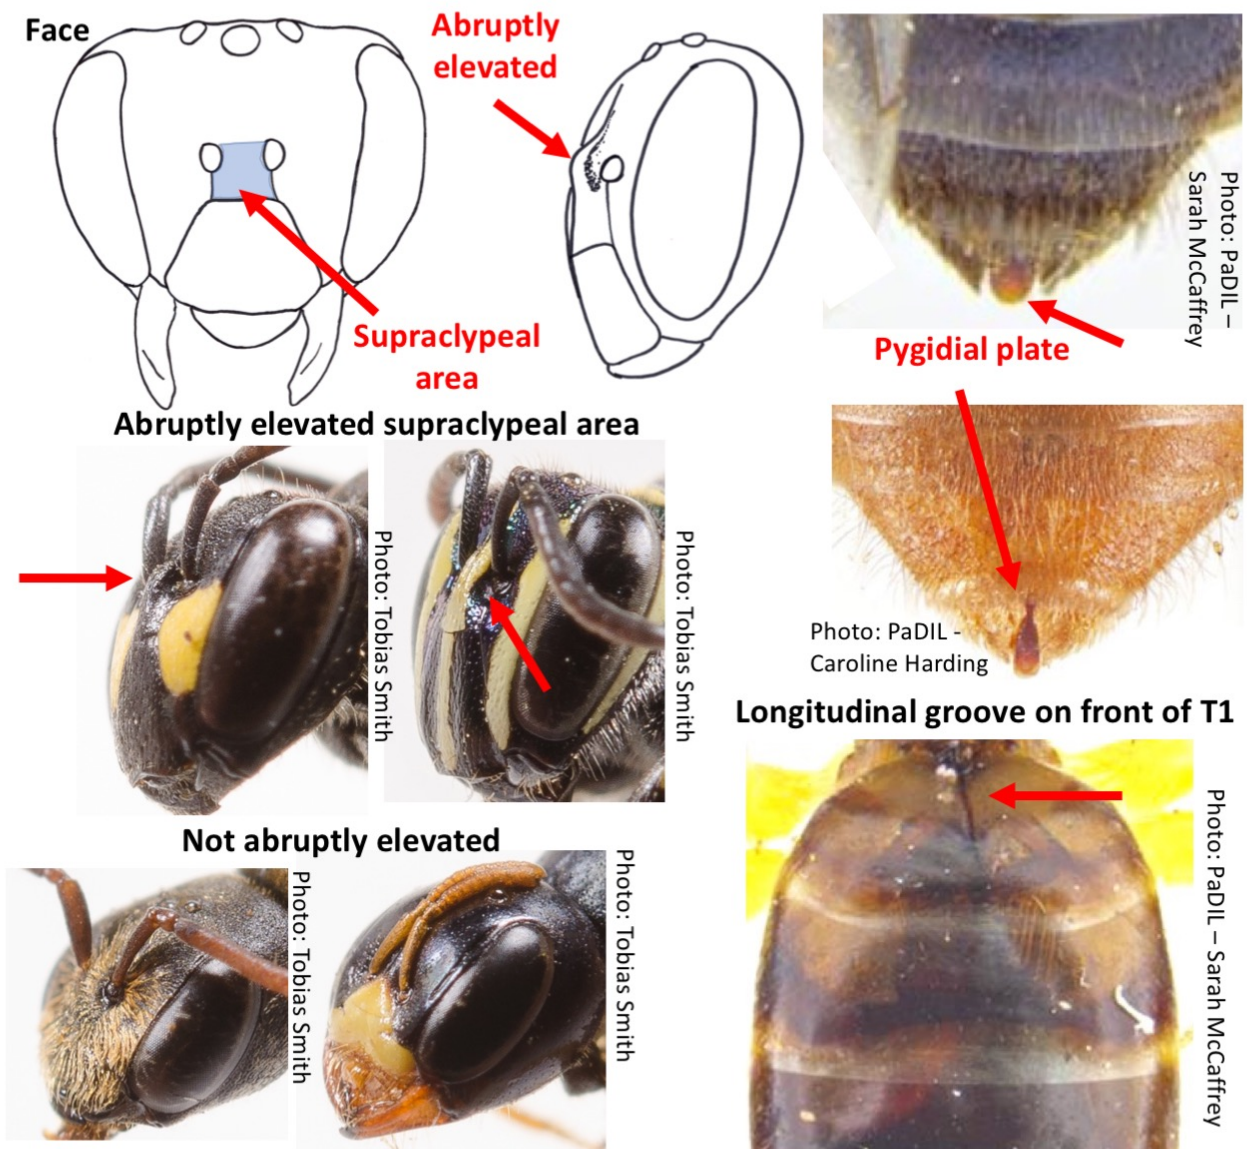 Face
Abruptly
elevated
Supraclypeal
area
Photo: PaDIL –
Sarah McCaffrey
Pygidial plate
Abruptly elevated supraclypeal area
Photo: Tobias Smith
Photo: Tobias Smith
Photo: PaDIL -
Caroline Harding
Longitudinal groove on front of T1
Not abruptly elevated
Photo: Tobias Smith
Photo: Tobias Smith
Photo: PaDIL – Sarah McCaffrey